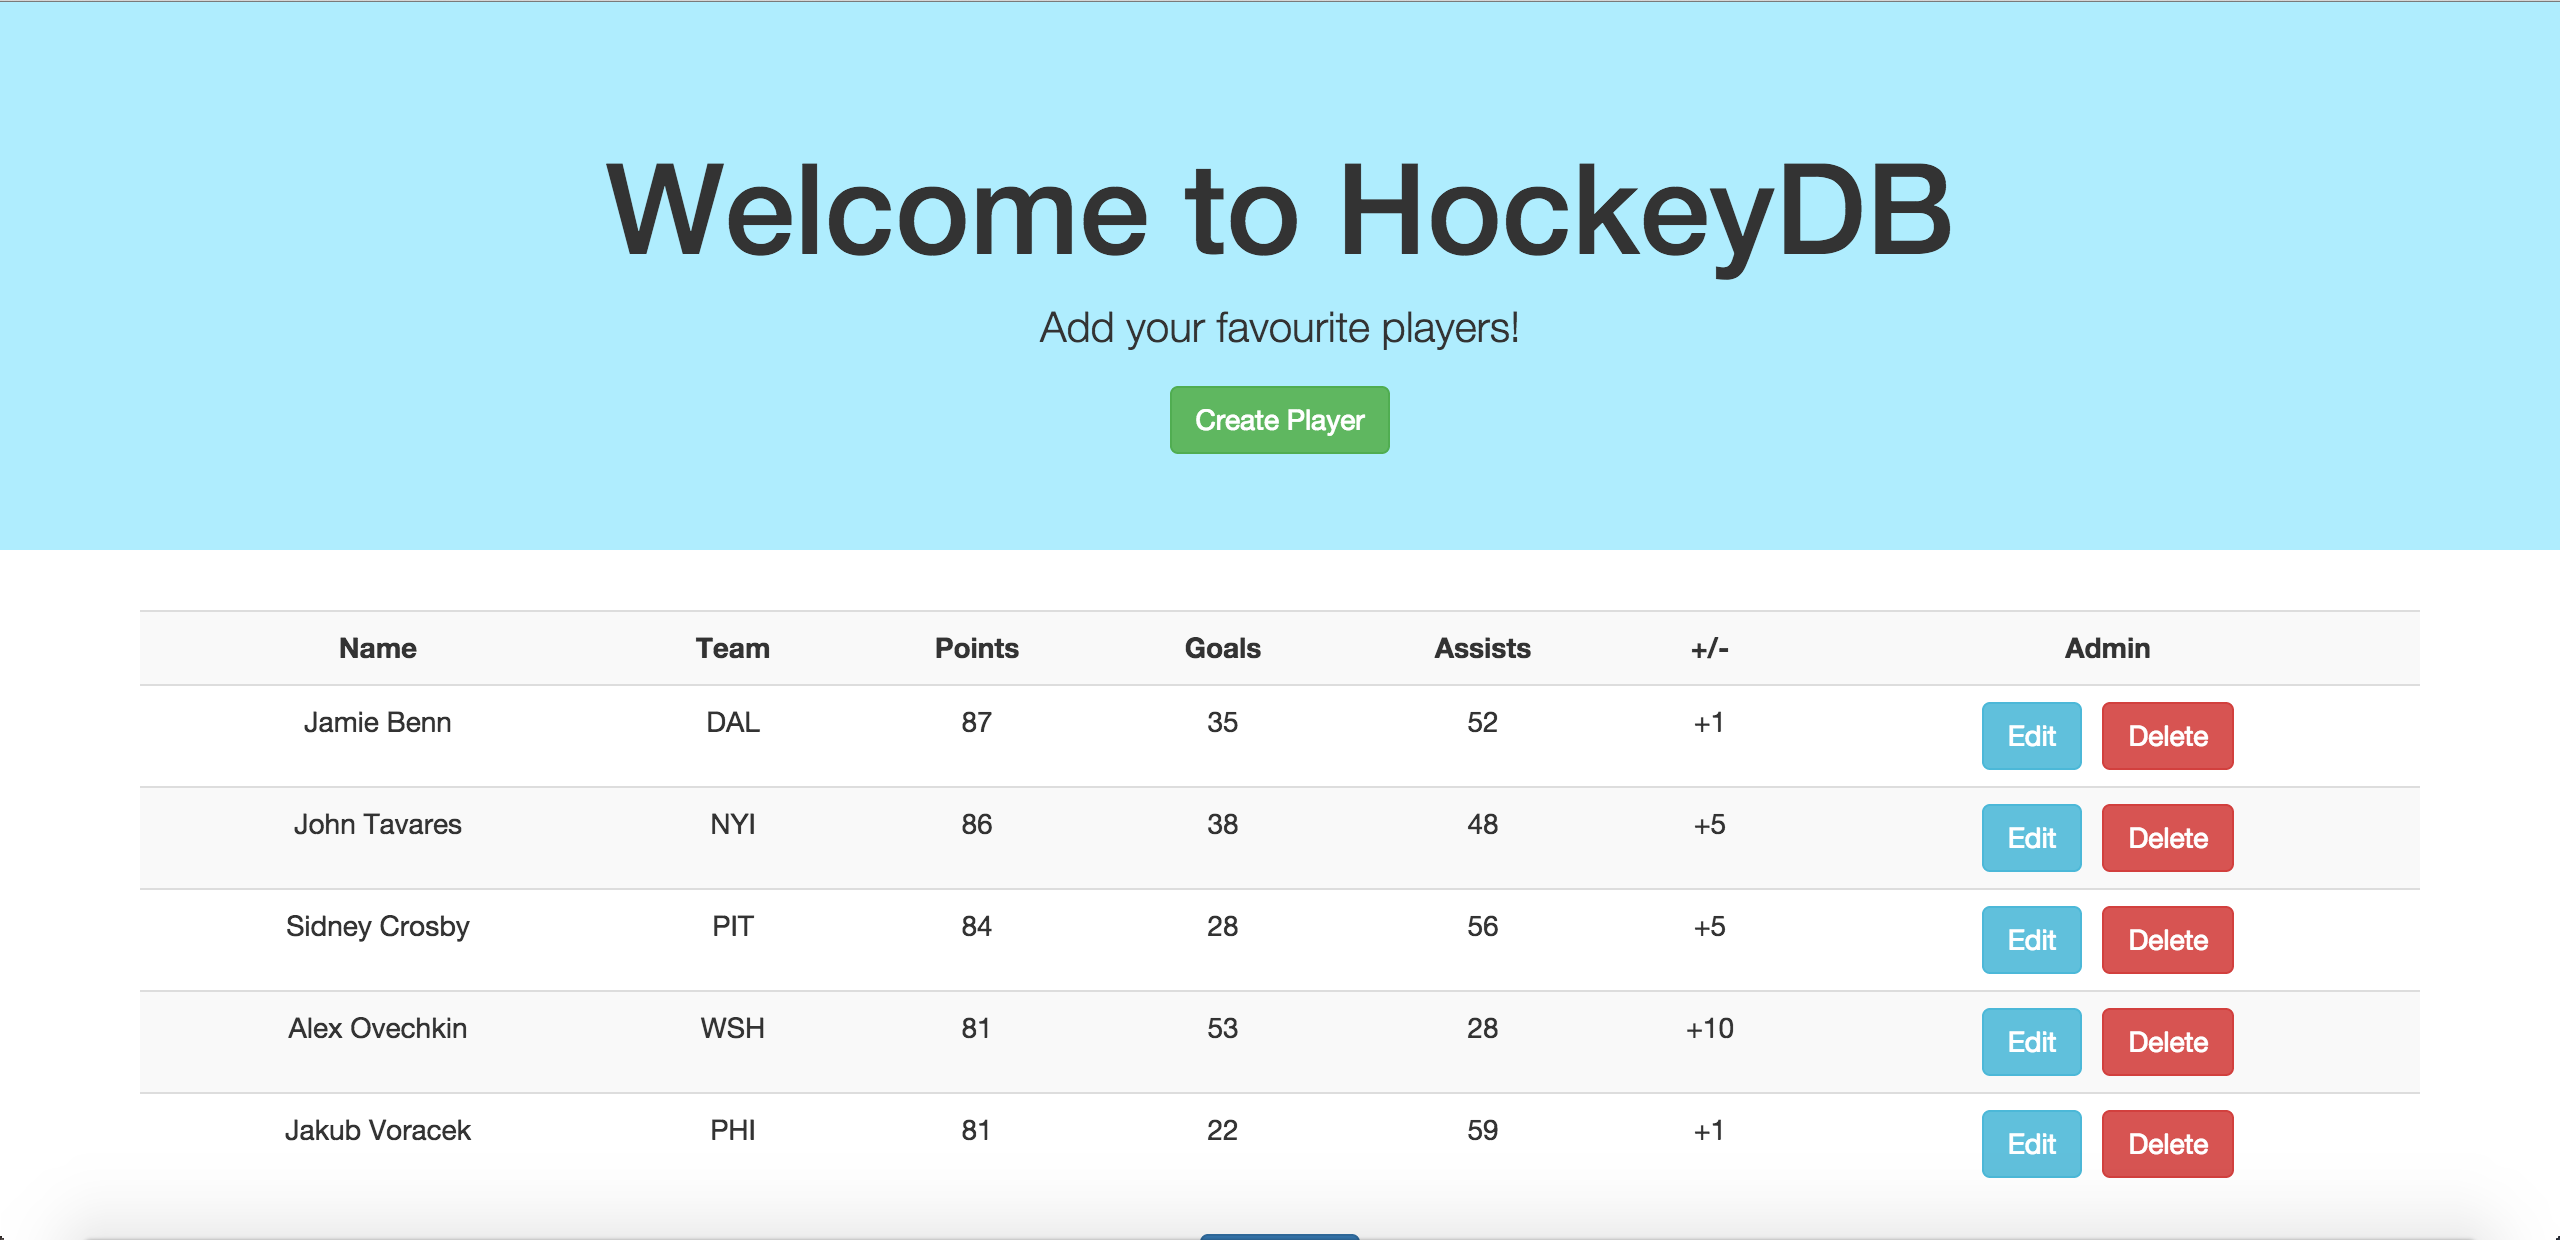 Welcome to HockeyDB
Add your favourite players!
Create Player
Name Team Points Goals Assists +/- Admin
Jamie Benn DAL 87 35 52 +1 Edit Delete
John Tavares NYI 86 38 48 +5 Edit Delete
Sidney Crosby PIT 84 28 56 +5 Edit Delete
Alex Ovechkin WSH 81 53 28 +10 Edit Delete
Jakub Voracek PHI 81 22 59 +1 Edit Delete